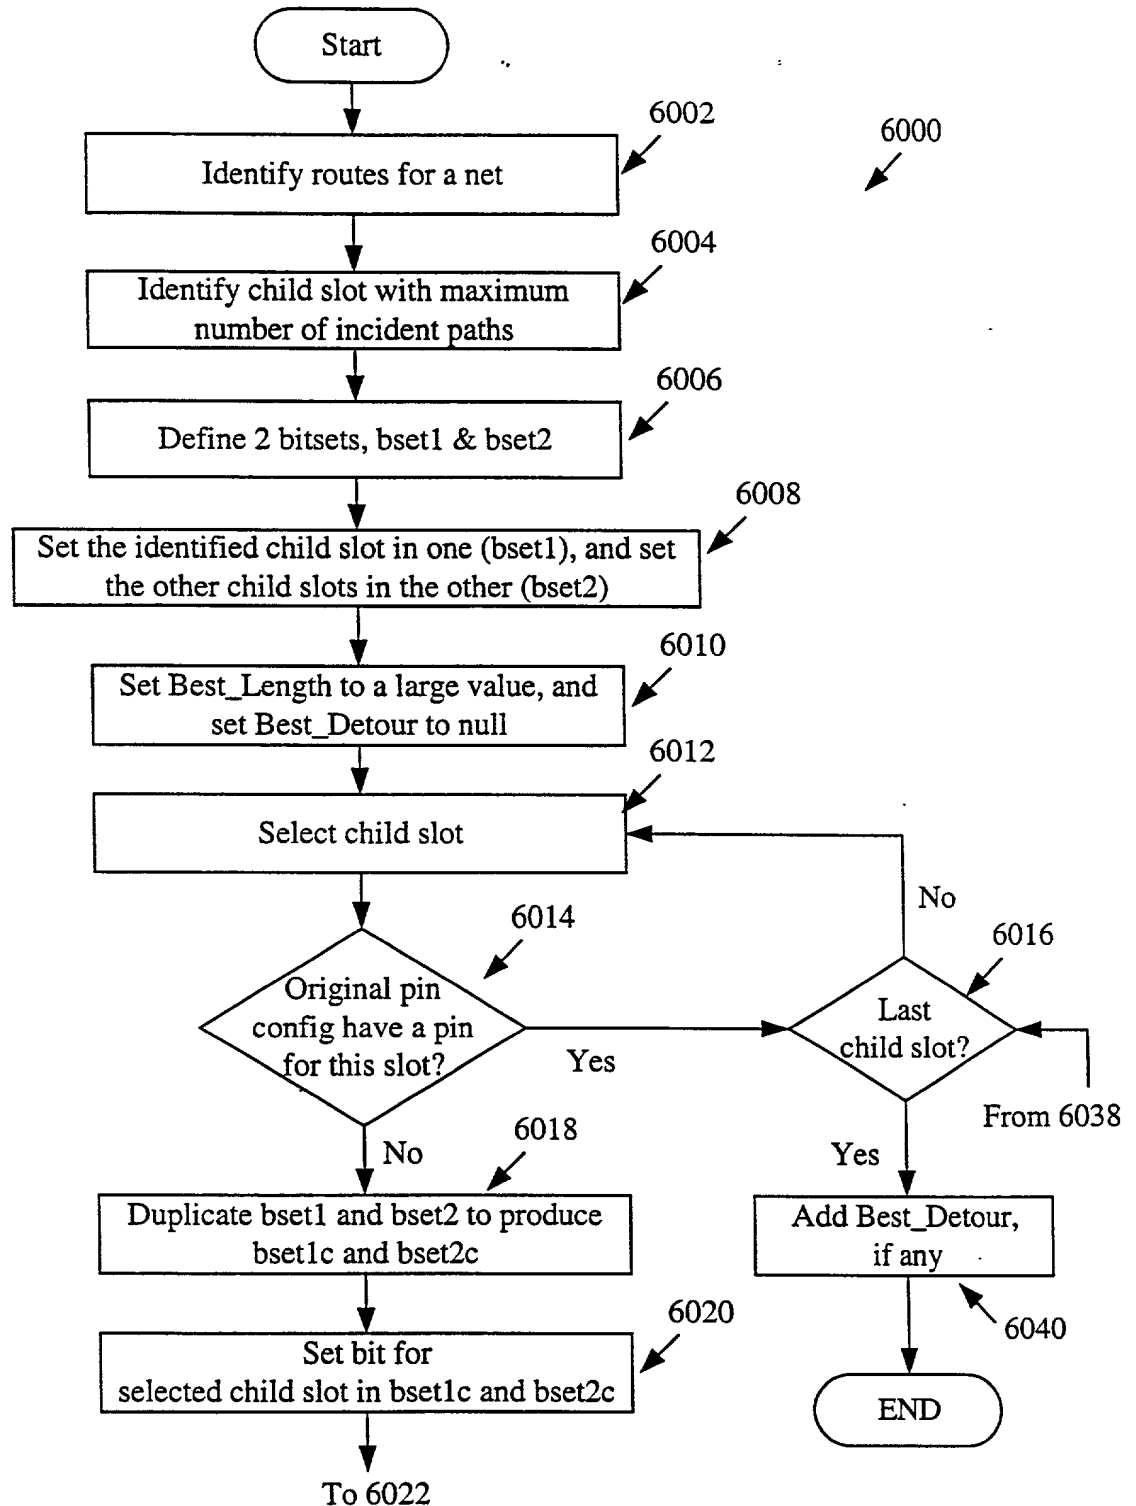 Start
6002
6000
Identify routes for a net
6004
Identify child slot with maximum
number of incident paths
6006
Define 2 bitsets, bset1 & bset2
6008
Set the identified child slot in one (bset1), and set
the other child slots in the other (bset2)
6010
Set Best_Length to a large value, and
set Best_Detour to null
6012
Select child slot
No
6014
6016
Original pin
config have a pin
for this slot?
Yes
Last
child slot?
From 6038
No
6018
Yes
Duplicate bset1 and bset2 to produce
bset1c and bset2c
Add Best_Detour,
if any
6020
6040
Set bit for
selected child slot in bset1c and bset2c
END
To 6022